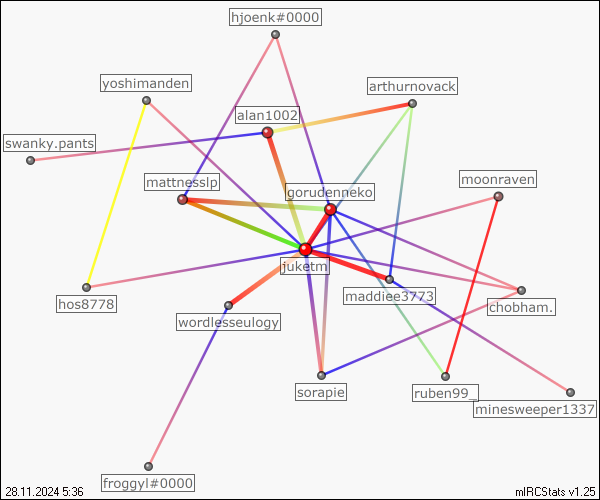 hjoenk#0000
yoshimanden
arthurnovack
alan1002
swanky.pants
mattnesslp
gorudenneko
moonraven
juketm
hos8778
maddiee3773
chobham.
wordlesseulogy
sorapie
ruben99_
minesweeper1337
froggyl#0000
28.11.2024 5:36
mIRCStats v1.25